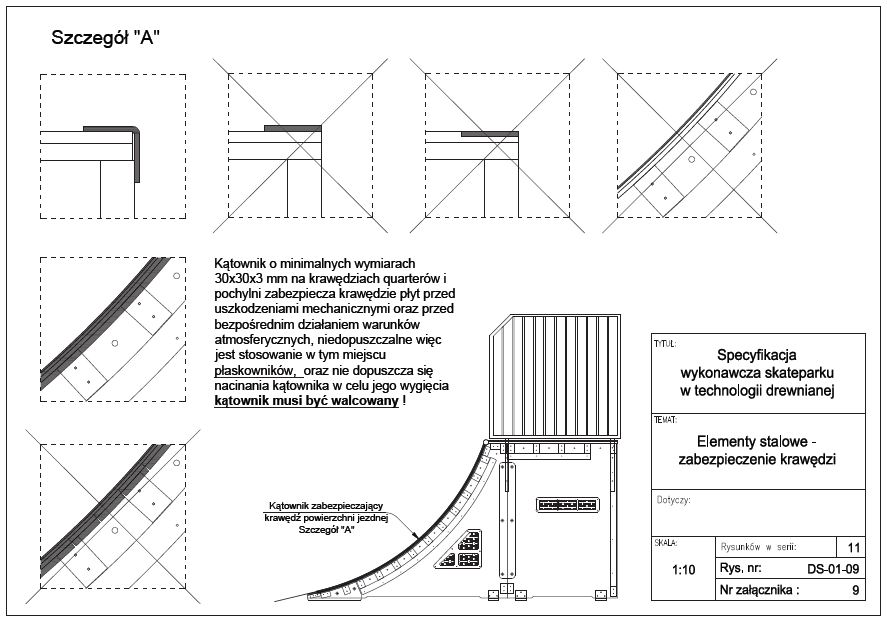 Szczegół "A"
Kątownik o minimalnych wymiarach
30x30x3 mm na krawędziach quarterów i
pochylni zabezpiecza krawędzie płyt przed
uszkodzeniami mechanicznymi oraz przed
bezpośrednim działaniem warunków
atmosferycznych, niedopuszczalne więc
jest stosowanie w tym miejscu
płaskowników, oraz nie dopuszcza się
nacinania kątownika w celu jego wygięcia
kątownik musi być walcowany !
Kątownik zabezpieczający
krawędź powierzchni jezdnej
Szczegół "A"
TYTUŁ:
Specyfikacja
wykonawcza skateparku
w technologii drewnianej
TEMAT:
Elementy stalowe -
zabezpieczenie krawędzi
Dotyczy:
SKALA:
1:10
Rysunków w serii: 11
Rys, nr: DS-01-09
Nr załącznika : 9